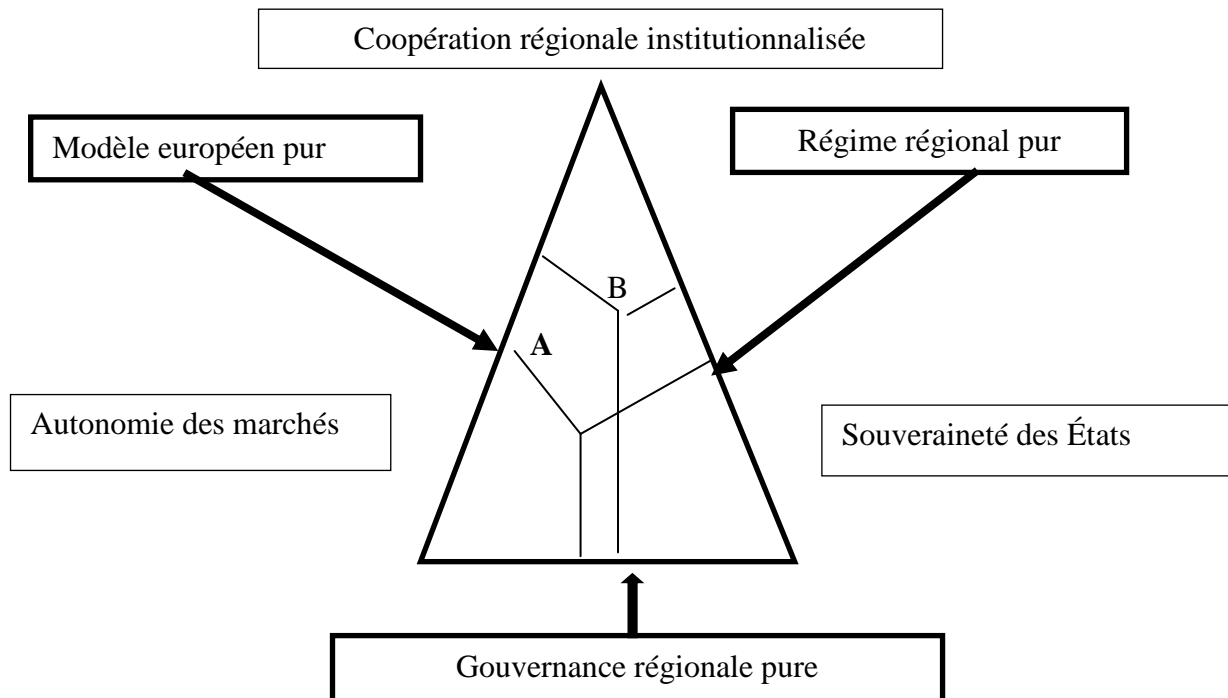 Coopération régionale institutionnalisée
Modèle européen pur
Régime régional pur
B
A
Autonomie des marchés
Souveraineté des États
Gouvernance régionale pure